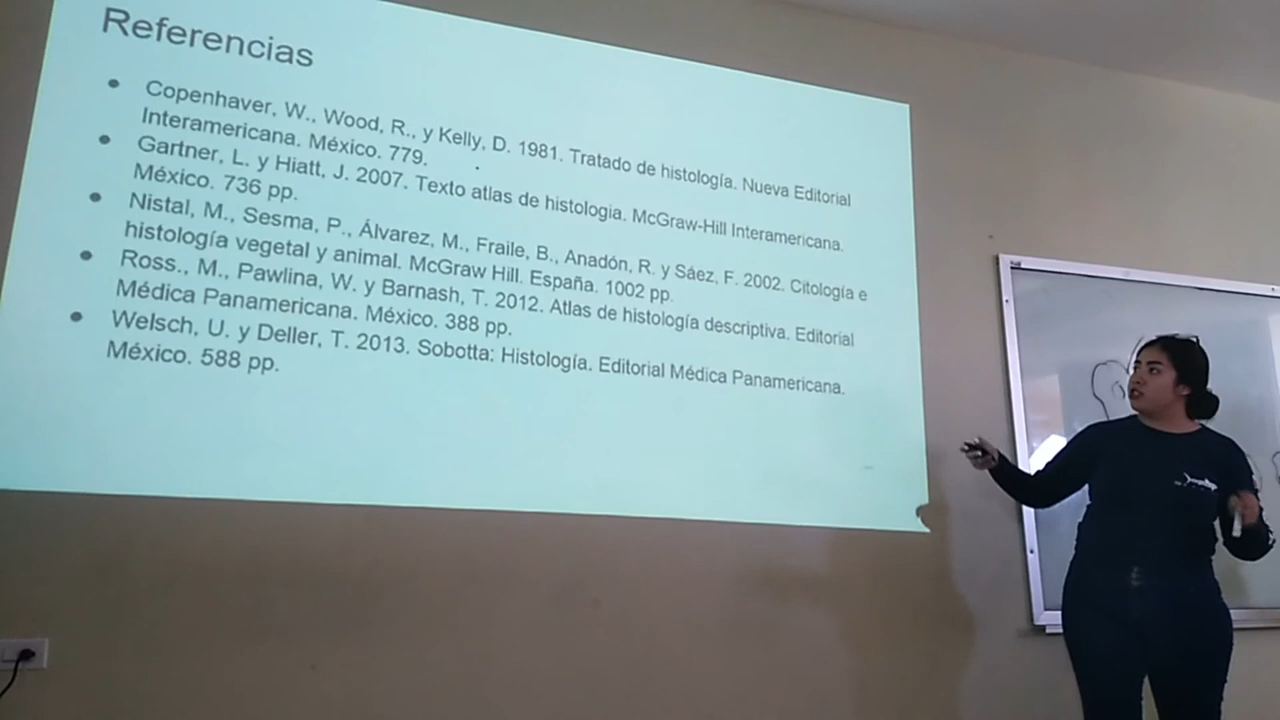 Referencias
● Copenhaver, W., Wood, R., y Kelly, D. 1981. Tratado de histología. Nueva Editorial
Interamericana. México. 779.
● Gartner, L. y Hiatt, J. 2007. Texto atlas de histologia. McGraw-Hill Interamericana.
México. 736 pp.
● Nistal, M., Sesma, P., Álvarez, M., Fraile, B., Anadón, R. y Sáez, F. 2002. Citología e
histología vegetal y animal. McGraw Hill. España. 1002 pp.
● Ross., M., Pawlina, W. y Barnash, T. 2012. Atlas de histología descriptiva. Editorial
Médica Panamericana. México. 388 pp.
● Welsch, U. y Deller, T. 2013. Sobotta: Histología. Editorial Médica Panamericana.
México. 588 pp.